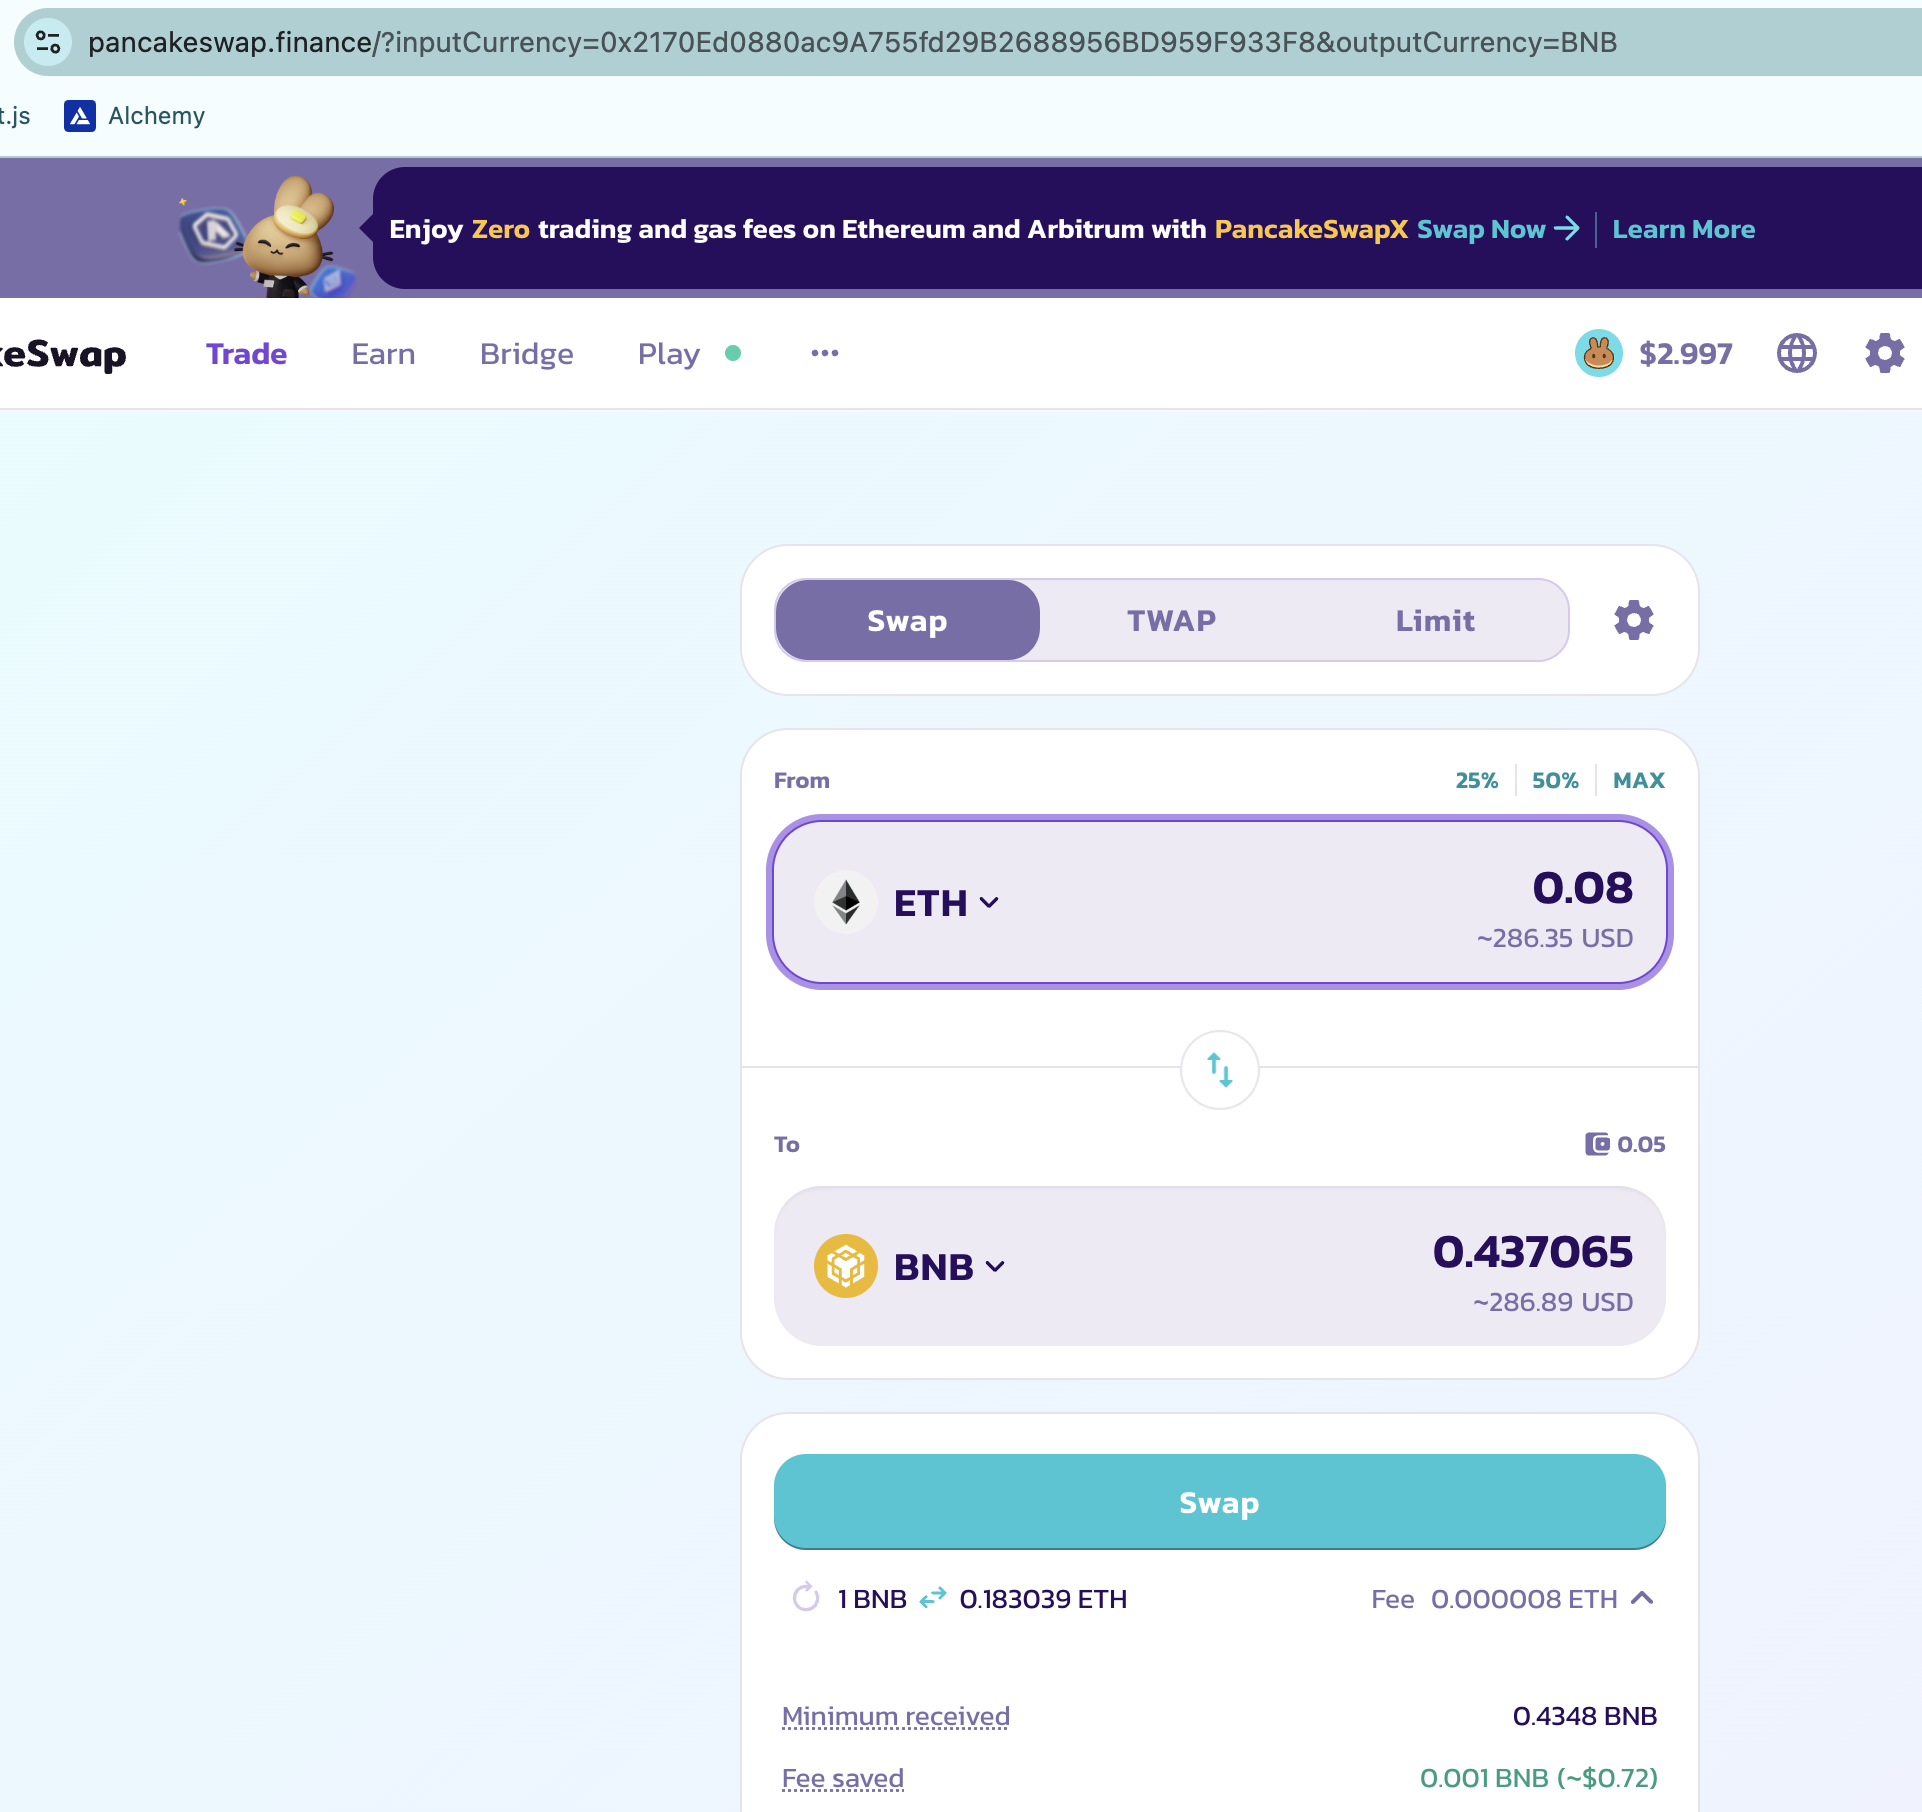 pancakeswap.finance/?inputCurrency=0x2170Ed0880ac9A755fd29B2688956BD959F933F8&outputCurrency=BNB
t.js Alchemy
Enjoy Zero trading and gas fees on Ethereum and Arbitrum with PancakeSwapX Swap Now → Learn More
keSwap Trade Earn Bridge Play ... $2.997
Swap TWAP Limit
From 25% 50% MAX
ETH 0.08
~286.35 USD
To 0.05
BNB 0.437065
~286.89 USD
Swap
1 BNB ⇄ 0.183039 ETH Fee 0.000008 ETH
Minimum received 0.4348 BNB
Fee saved 0.001 BNB (~$0.72)